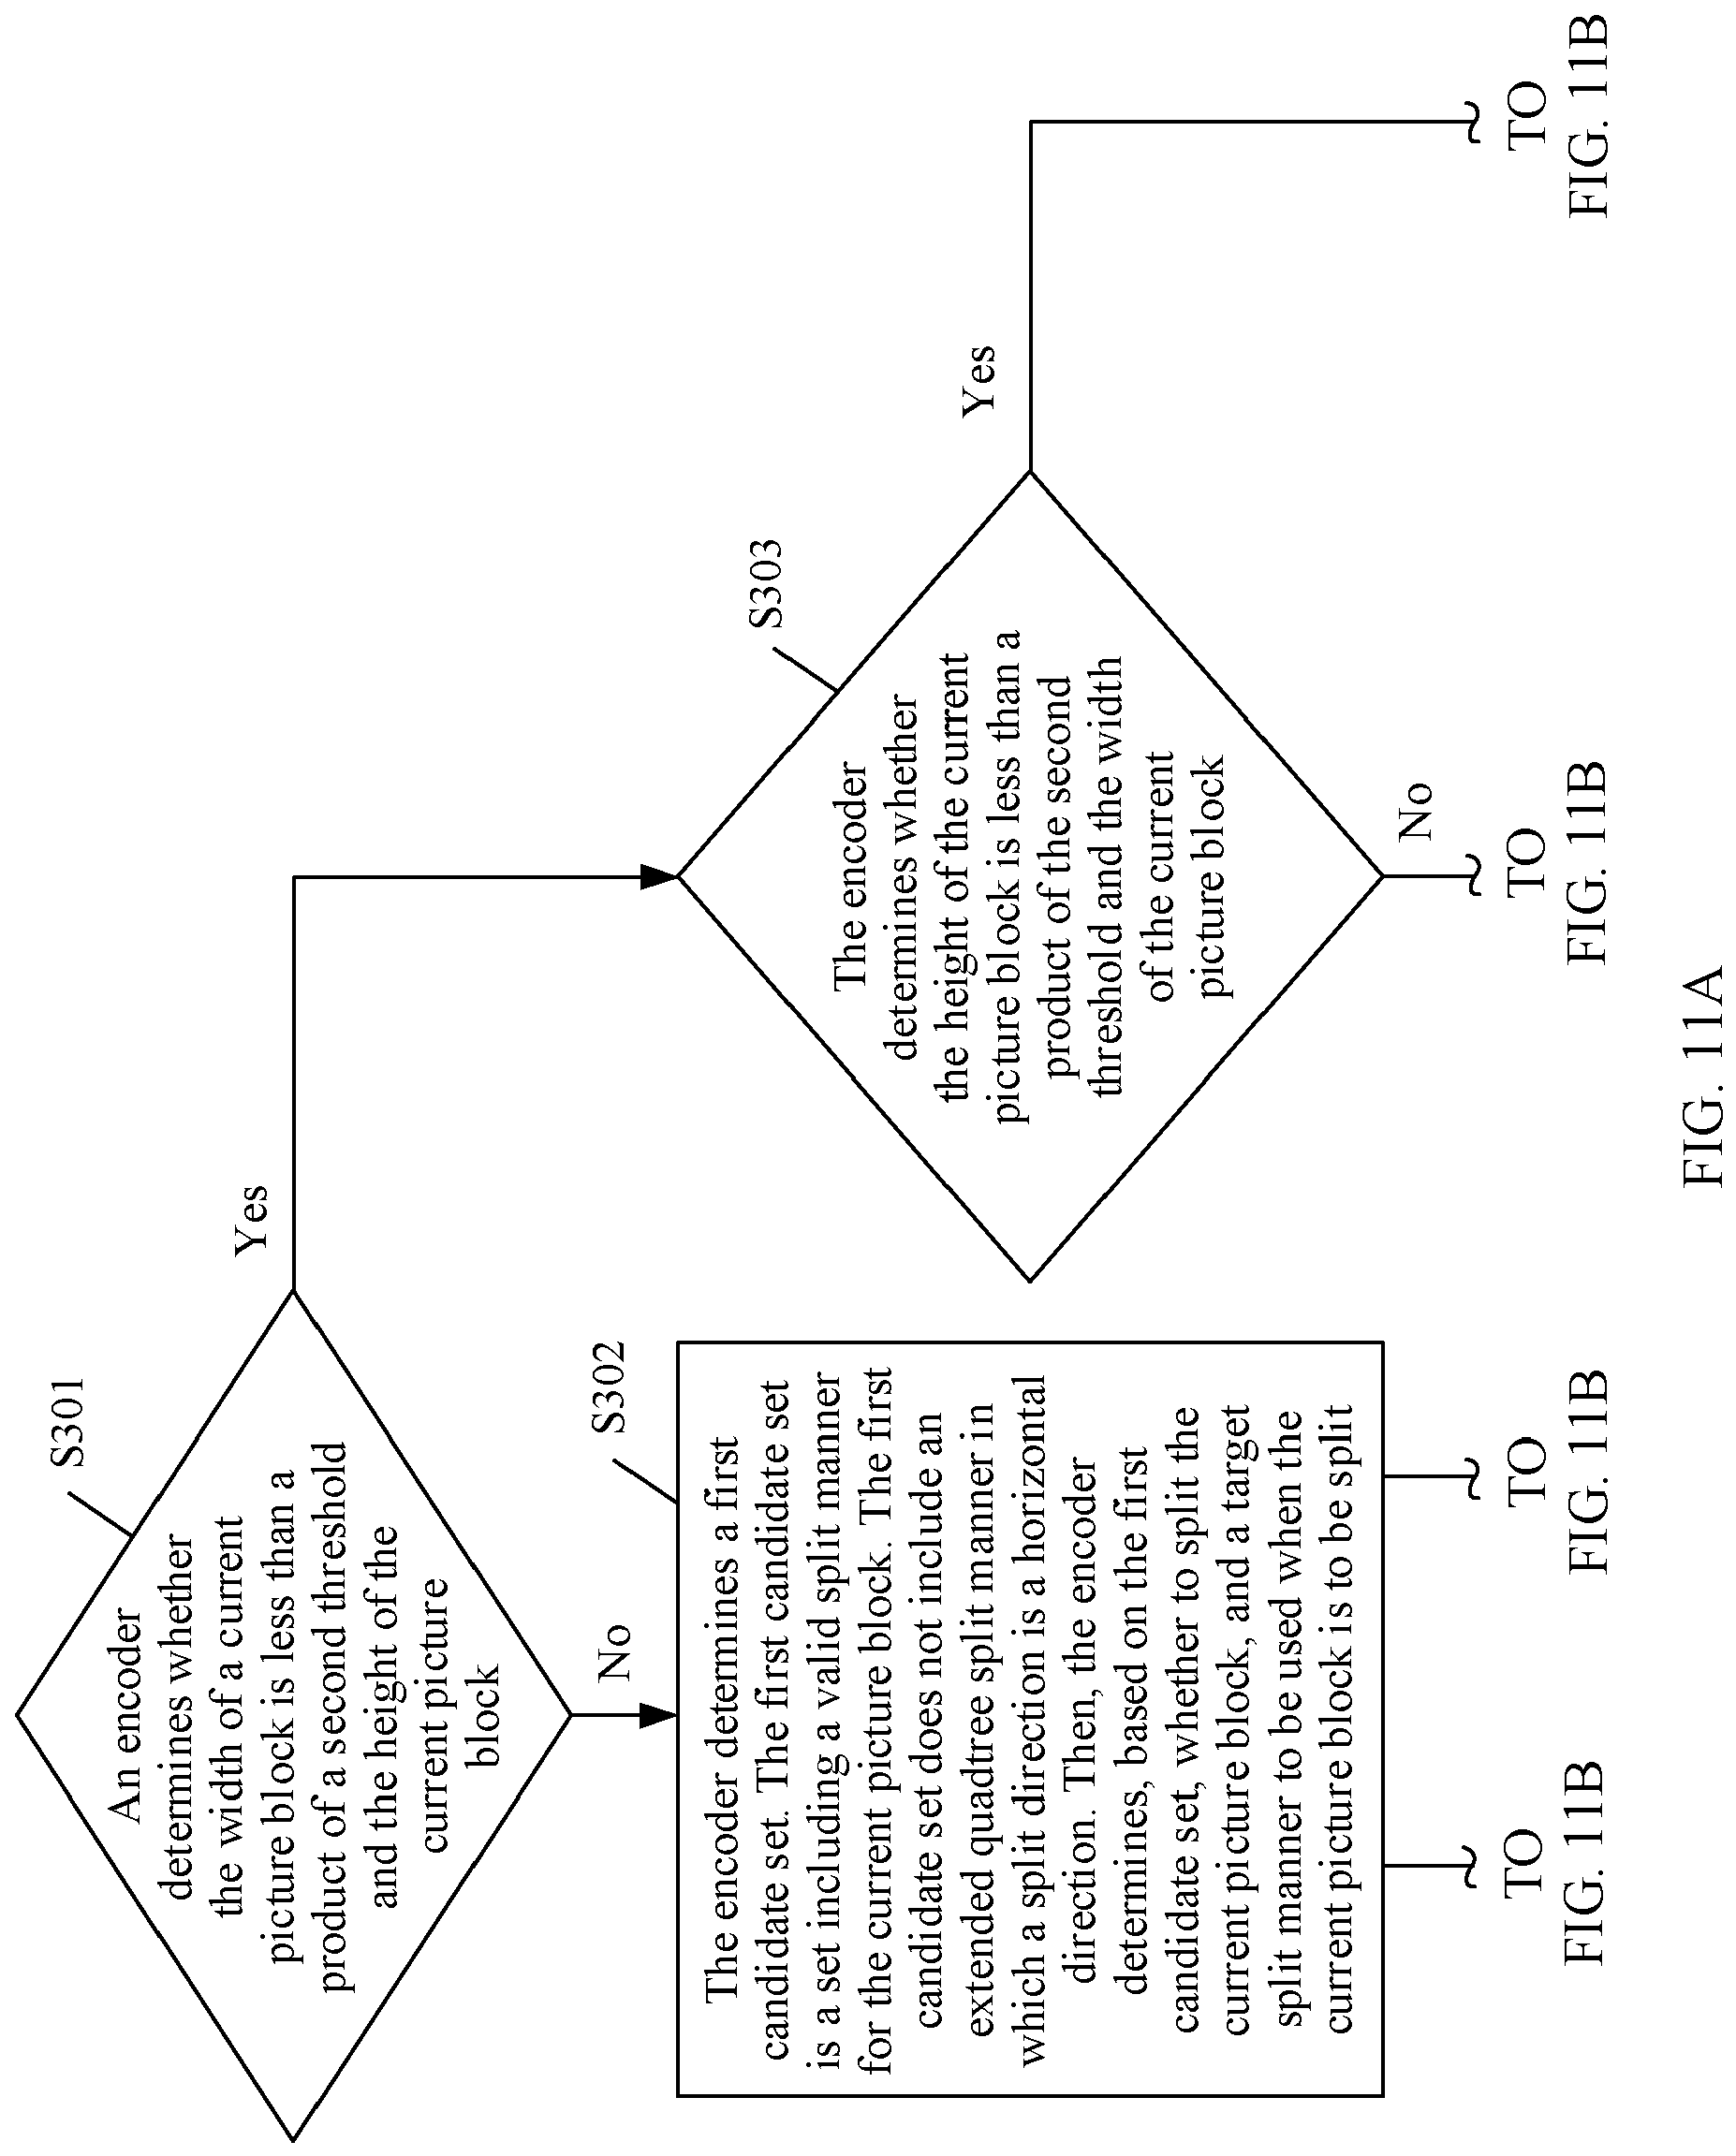 S301
An encoder
determines whether
the width of a current
picture block is less than a
product of a second threshold
and the height of the
current picture
block
Yes
No
S302
The encoder determines a first
candidate set. The first candidate set
is a set including a valid split manner
for the current picture block. The first
candidate set does not include an
extended quadtree split manner in
which a split direction is a horizontal
direction. Then, the encoder
determines, based on the first
candidate set, whether to split the
current picture block, and a target
split manner to be used when the
current picture block is to be split
S303
The encoder
determines whether
the height of the current
picture block is less than a
product of the second
threshold and the width
of the current
picture block
Yes
No
TO
FIG. 11B
TO
FIG. 11B
TO
FIG. 11B
TO
FIG. 11B
FIG. 11A